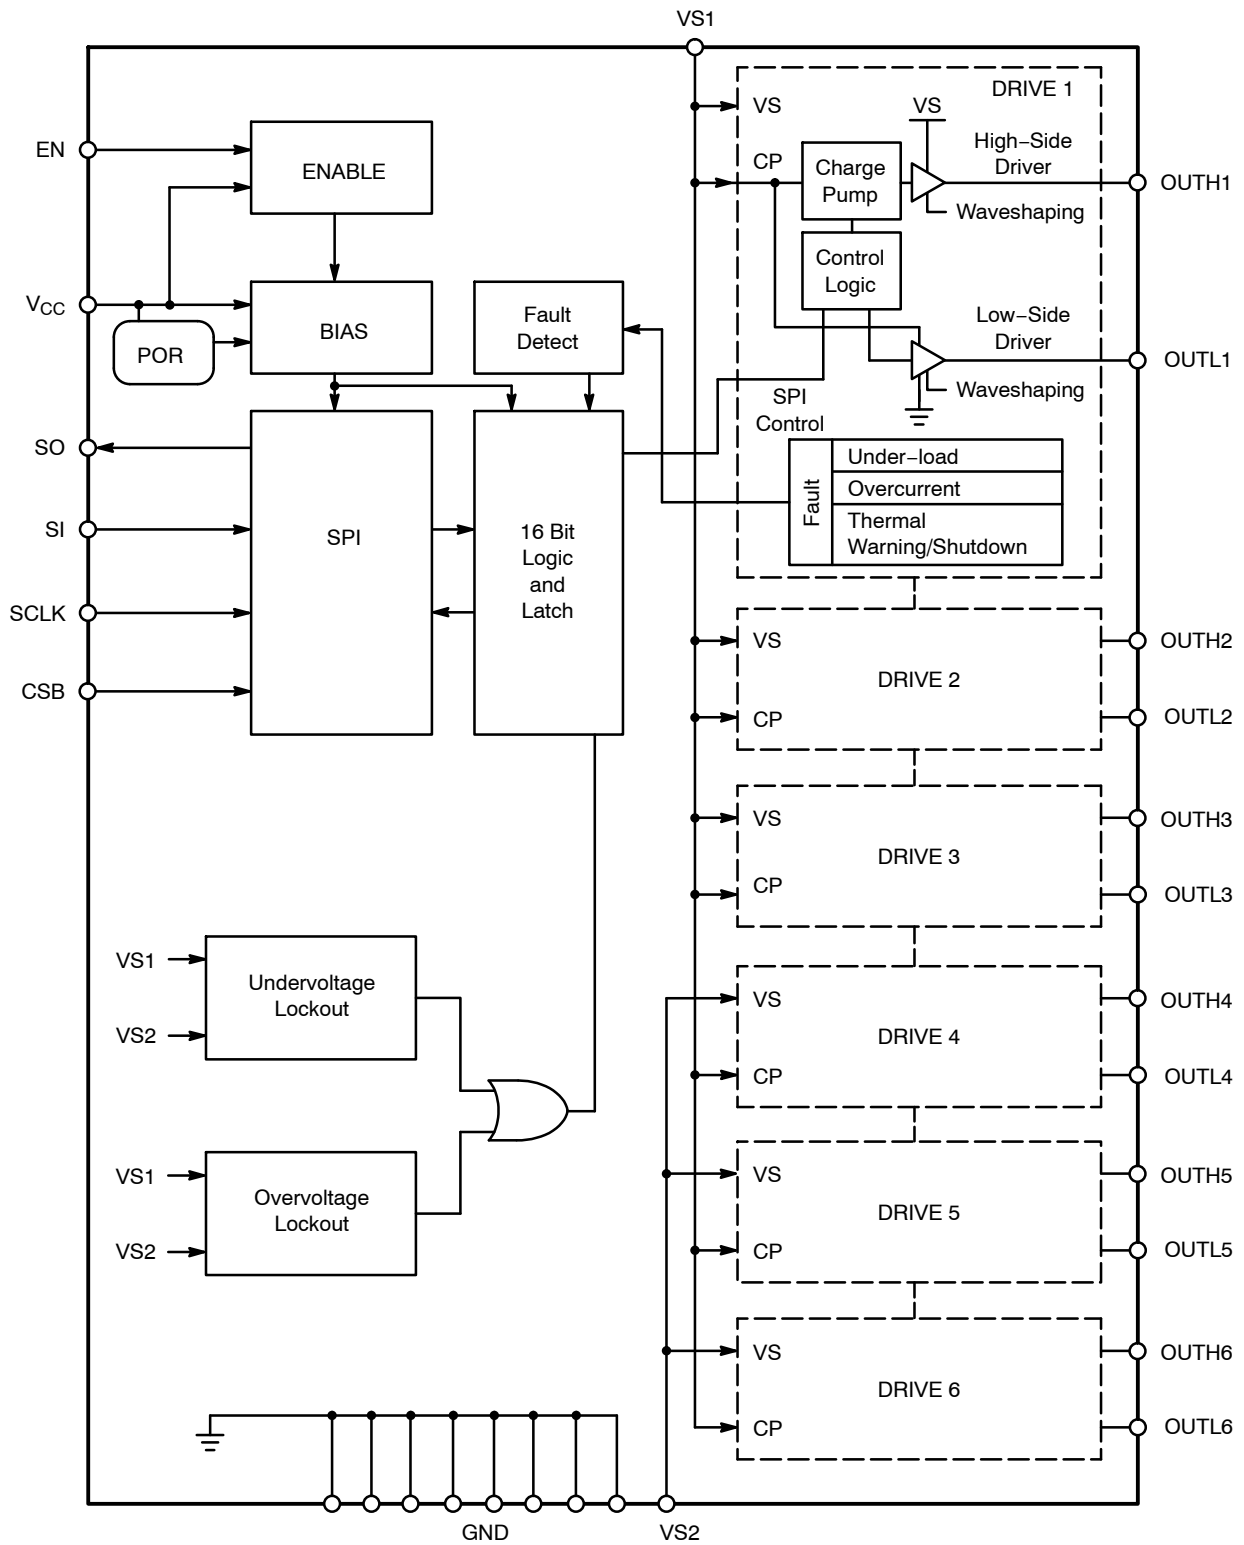 VS1
DRIVE 1
VS
VS
High−Side
Driver
CP
Charge
Pump
OUTH1
Waveshaping
Control
Logic
Low−Side
Driver
OUTL1
Waveshaping
SPI
Control
Fault
Under−load
Overcurrent
Thermal
Warning/Shutdown
EN
ENABLE
VCC
BIAS
POR
Fault
Detect
SO
SI
SCLK
CSB
SPI
16 Bit
Logic
and
Latch
VS
DRIVE 2
CP
OUTH2
OUTL2
VS
DRIVE 3
CP
OUTH3
OUTL3
VS1
VS2
Undervoltage
Lockout
VS
DRIVE 4
CP
OUTH4
OUTL4
VS1
VS2
Overvoltage
Lockout
VS
DRIVE 5
CP
OUTH5
OUTL5
VS
DRIVE 6
CP
OUTH6
OUTL6
GND
VS2